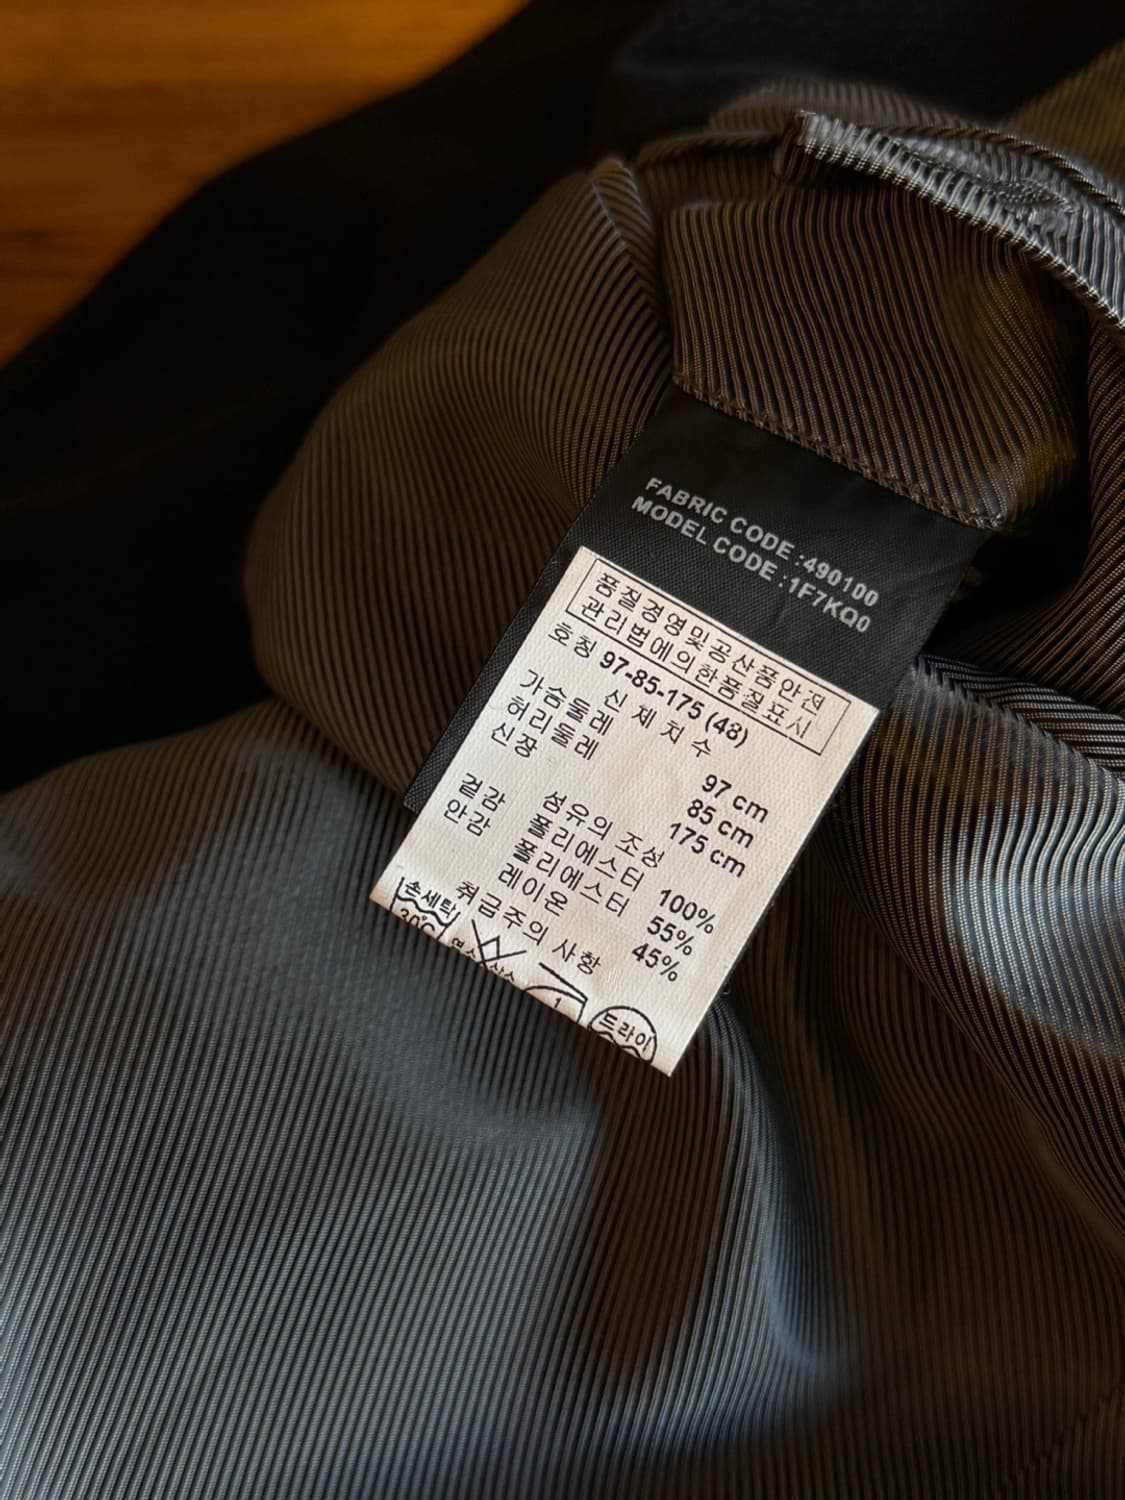 FABRIC CODE :490100
MODEL CODE :1F7KQ0
품질경영및공산품안전
관리법에의한품질표시
호칭 97-85-175 (48)
신 체 치 수
가슴둘레 97 cm
허리둘레 85 cm
신장 175 cm
섬유의 조성
겉감 폴리에스터 100%
안감 폴리에스터 55%
레이온 45%
취급주의 사항
손세탁
30℃
1
드라이